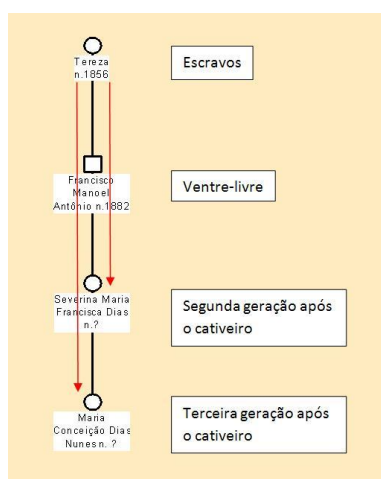 Tereza
n.1856
Escravos
Francisco
Manoel
Antônio n.1882
Ventre-livre
Severina Maria
Francisca Dias
n.?
Segunda geração após
o cativeiro
Maria
Conceição Dias
Nunes n. ?
Terceira geração após
o cativeiro